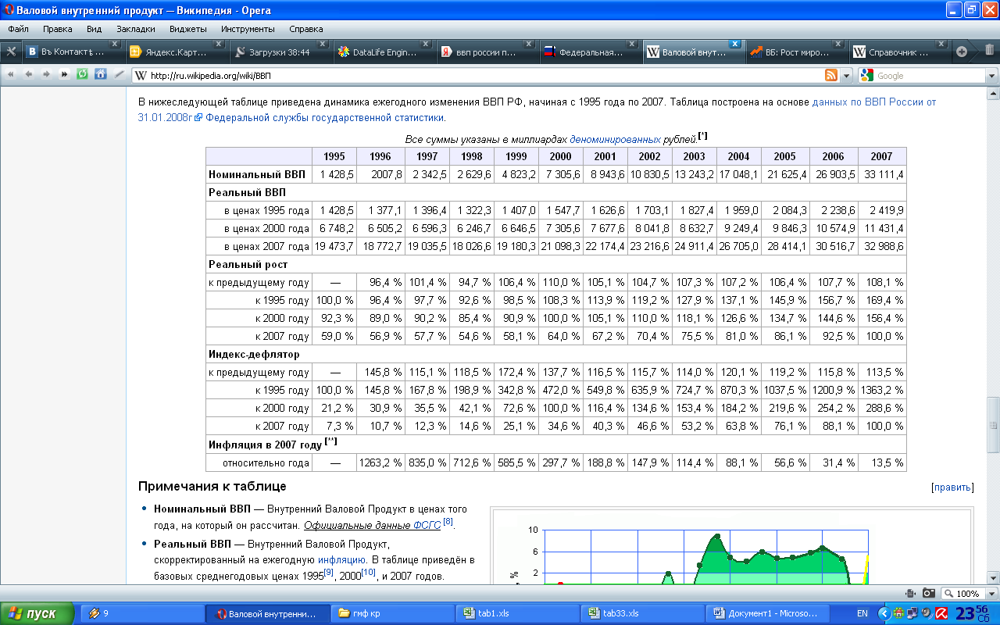 Валовой внутренний продукт — Википедия - Opera
Файл Правка Вид Закладки Виджеты Инструменты Справка
Въ Контакте ... Яндекс.Карт... Загрузки 38:44 DataLife Engin... ввп россии п... Федеральная... Валовой внут... ВБ: Рост миро... Справочник ...
http://ru.wikipedia.org/wiki/ВВП Google
В нижеследующей таблице приведена динамика ежегодного изменения ВВП РФ, начиная с 1995 года по 2007. Таблица построена на основе данных по ВВП России от
31.01.2008г Федеральной службы государственной статистики.
Все суммы указаны в миллиардах деноминированных рублей.[*]
1995 1996 1997 1998 1999 2000 2001 2002 2003 2004 2005 2006 2007
Номинальный ВВП 1 428,5 2007,8 2 342,5 2 629,6 4 823,2 7 305,6 8 943,6 10 830,5 13 243,2 17 048,1 21 625,4 26 903,5 33 111,4
Реальный ВВП
в ценах 1995 года 1 428,5 1 377,1 1 396,4 1 322,3 1 407,0 1 547,7 1 626,6 1 703,1 1 827,4 1 959,0 2 084,3 2 238,6 2 419,9
в ценах 2000 года 6 748,2 6 505,2 6 596,3 6 246,7 6 646,5 7 305,6 7 677,6 8 041,8 8 632,7 9 249,4 9 846,3 10 574,9 11 431,4
в ценах 2007 года 19 473,7 18 772,7 19 035,5 18 026,6 19 180,3 21 098,3 22 174,4 23 216,6 24 911,4 26 705,0 28 414,1 30 516,7 32 988,6
Реальный рост
к предыдущему году — 96,4 % 101,4 % 94,7 % 106,4 % 110,0 % 105,1 % 104,7 % 107,3 % 107,2 % 106,4 % 107,7 % 108,1 %
к 1995 году 100,0 % 96,4 % 97,7 % 92,6 % 98,5 % 108,3 % 113,9 % 119,2 % 127,9 % 137,1 % 145,9 % 156,7 % 169,4 %
к 2000 году 92,3 % 89,0 % 90,2 % 85,4 % 90,9 % 100,0 % 105,1 % 110,0 % 118,1 % 126,6 % 134,7 % 144,6 % 156,4 %
к 2007 году 59,0 % 56,9 % 57,7 % 54,6 % 58,1 % 64,0 % 67,2 % 70,4 % 75,5 % 81,0 % 86,1 % 92,5 % 100,0 %
Индекс-дефлятор
к предыдущему году — 145,8 % 115,1 % 118,5 % 172,4 % 137,7 % 116,5 % 115,7 % 114,0 % 120,1 % 119,2 % 115,8 % 113,5 %
к 1995 году 100,0 % 145,8 % 167,8 % 198,9 % 342,8 % 472,0 % 549,8 % 635,9 % 724,7 % 870,3 % 1037,5 % 1200,9 % 1363,2 %
к 2000 году 21,2 % 30,9 % 35,5 % 42,1 % 72,6 % 100,0 % 116,4 % 134,6 % 153,4 % 184,2 % 219,6 % 254,2 % 288,6 %
к 2007 году 7,3 % 10,7 % 12,3 % 14,6 % 25,1 % 34,6 % 40,3 % 46,6 % 53,2 % 63,8 % 76,1 % 88,1 % 100,0 %
Инфляция в 2007 году [**]
относительно года — 1263,2 % 835,0 % 712,6 % 585,5 % 297,7 % 188,8 % 147,9 % 114,4 % 88,1 % 56,6 % 31,4 % 13,5 %
Примечания к таблице [править]
Номинальный ВВП — Внутренний Валовой Продукт в ценах того
года, на который он рассчитан. Официальные данные ФСГС [8].
Реальный ВВП — Внутренний Валовой Продукт,
скорректированный на ежегодную инфляцию. В таблице приведён в
базовых среднегодовых ценах 1995[9], 2000[10], и 2007 годов.
10
6
2
%
100%
пуск 9 Валовой внутренни... гмф кр tab1.xls tab33.xls Документ1 - Microso... EN 23 56 Сб